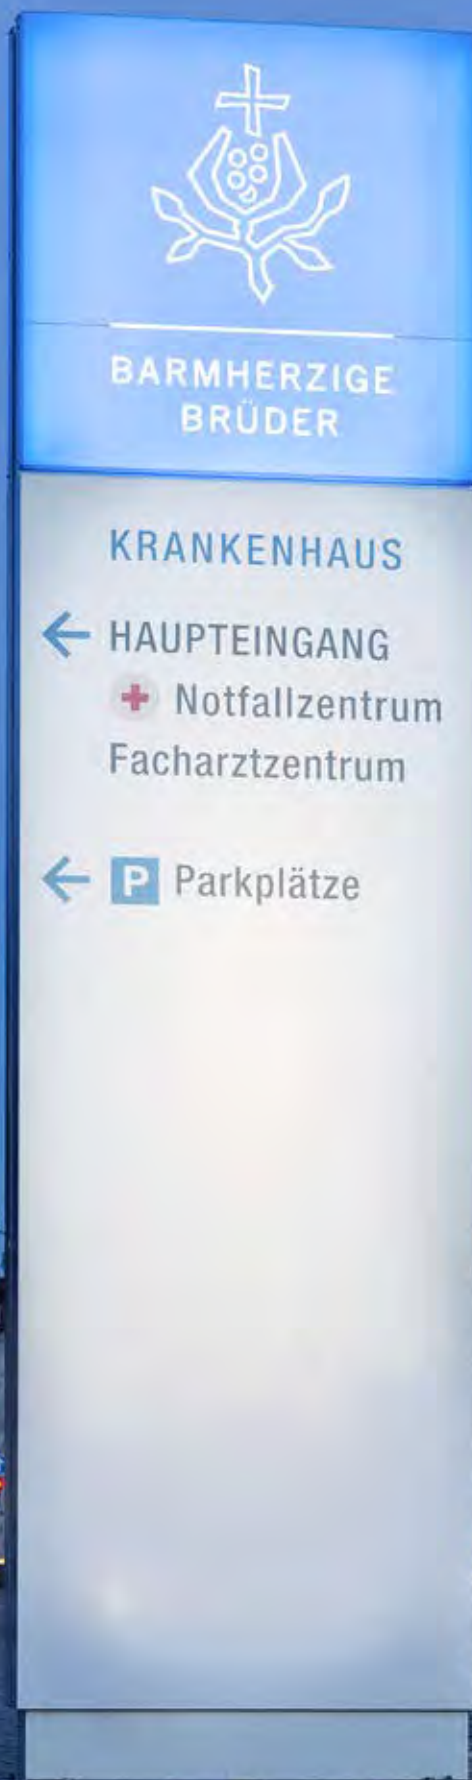 BARMHERZIGE
BRÜDER
KRANKENHAUS
← HAUPTEINGANG
Notfallzentrum
Facharztzentrum
← P Parkplätze